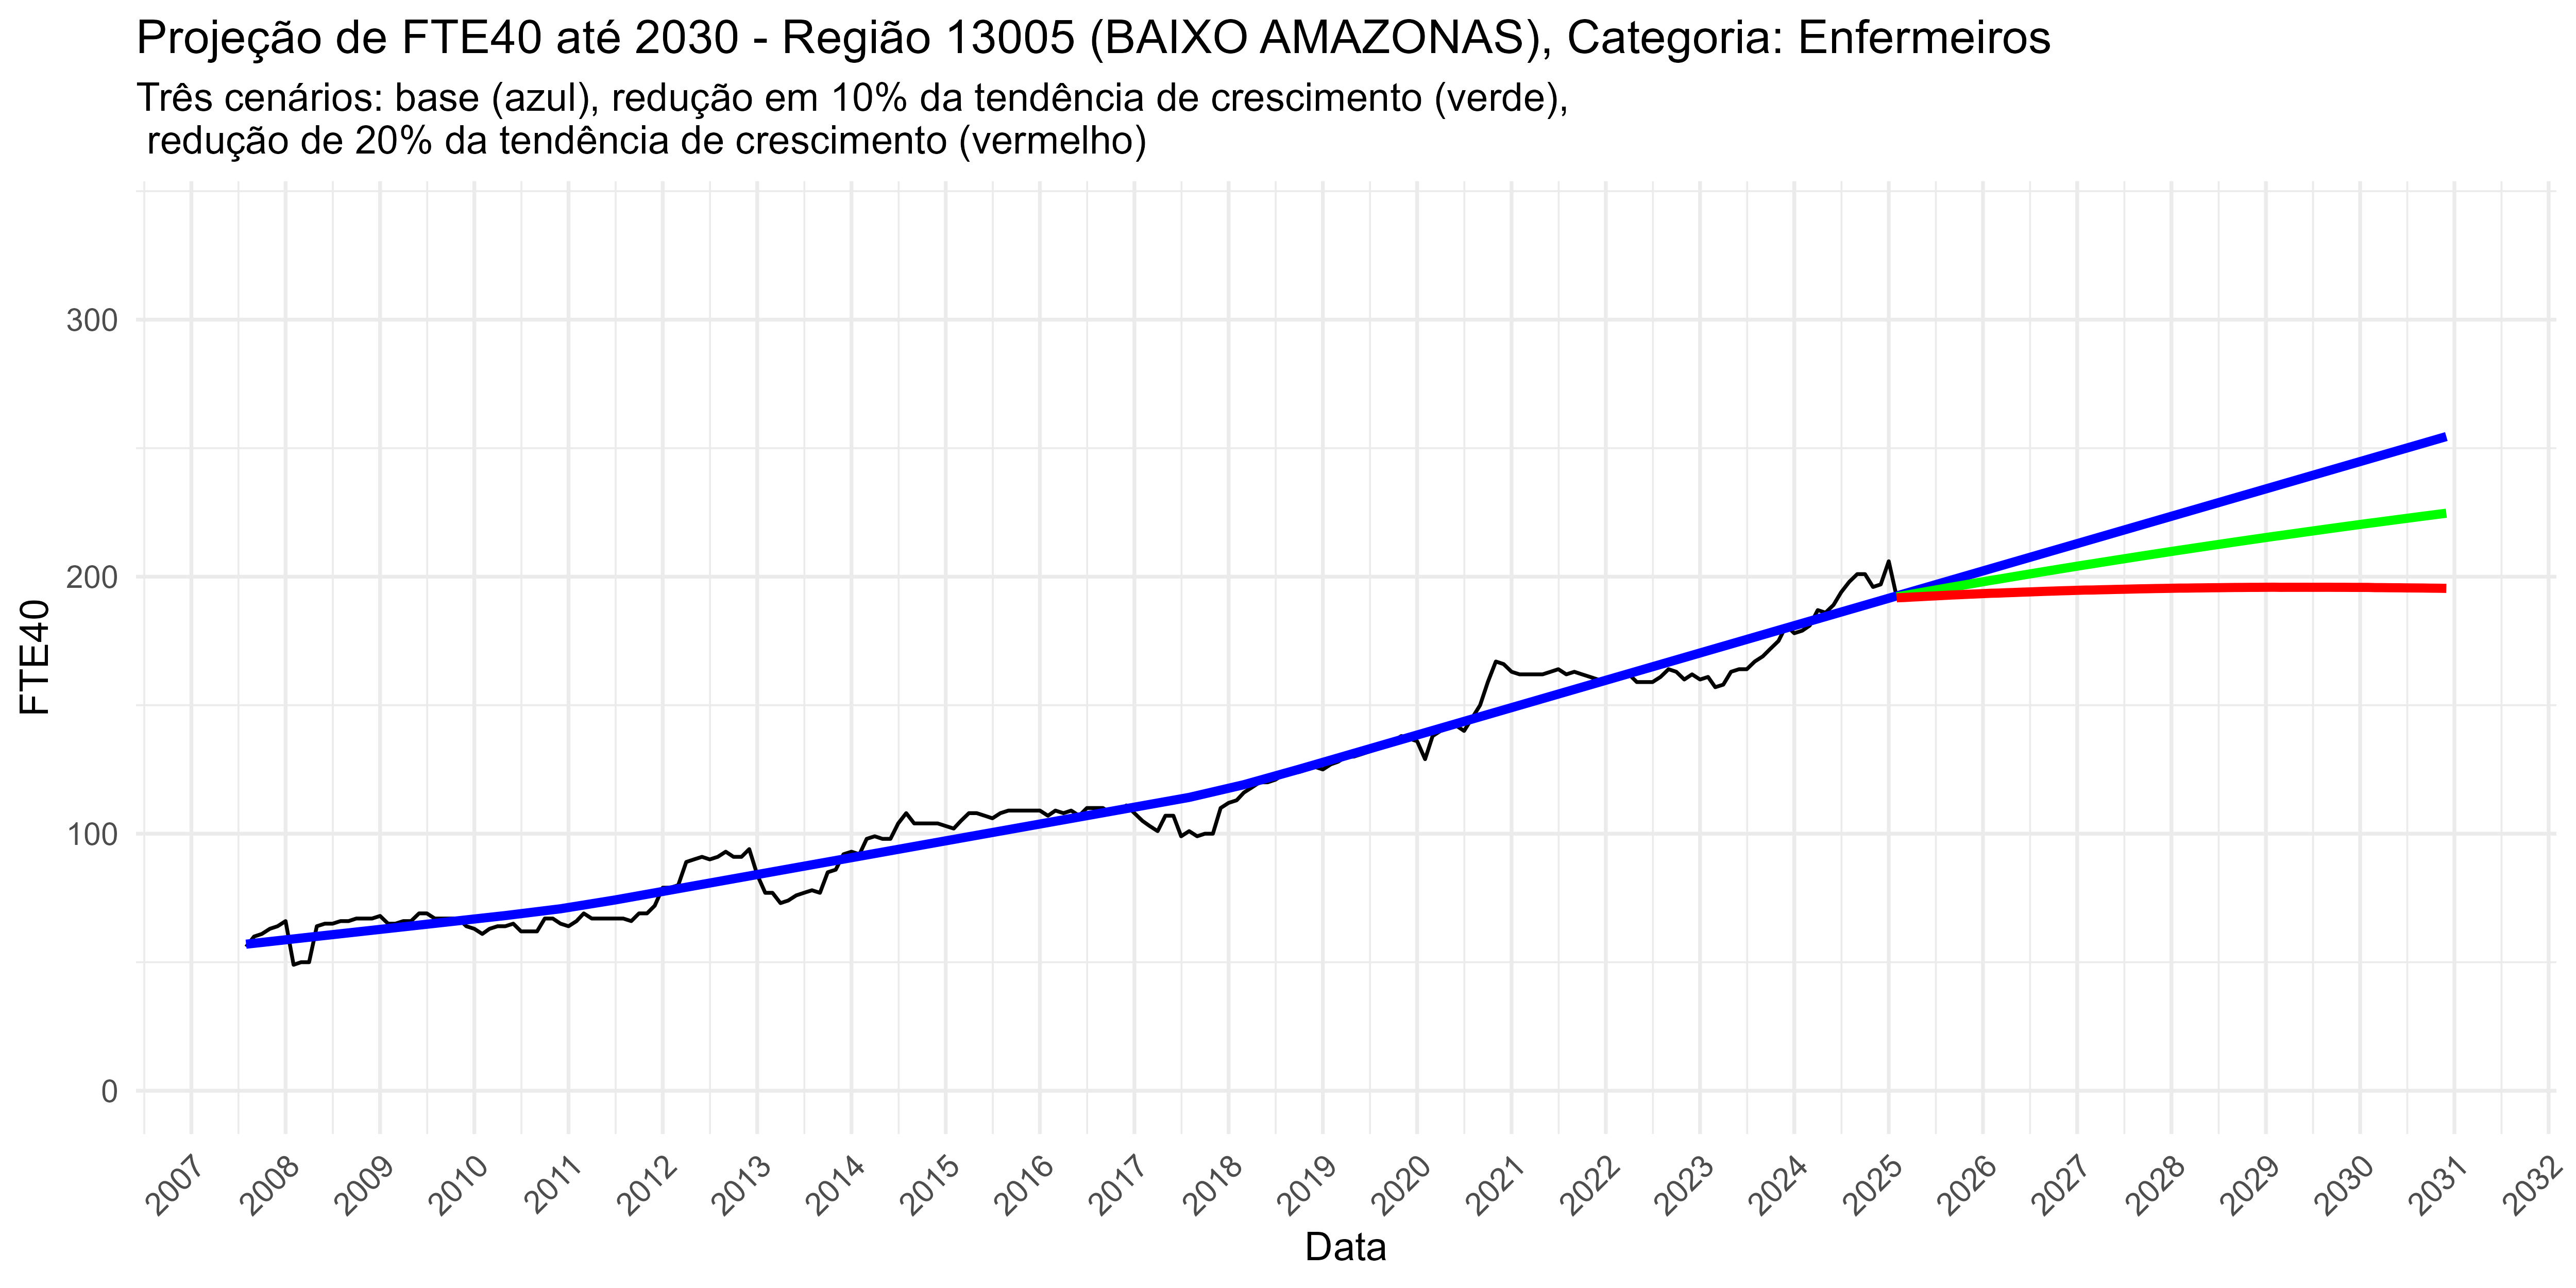 Projeção de FTE40 até 2030 - Região 13005 (BAIXO AMAZONAS), Categoria: Enfermeiros
Três cenários: base (azul), redução em 10% da tendência de crescimento (verde),
redução de 20% da tendência de crescimento (vermelho)
FTE40
300
200
100
0
2007 2008 2009 2010 2011 2012 2013 2014 2015 2016 2017 2018 2019 2020 2021 2022 2023 2024 2025 2026 2027 2028 2029 2030 2031 2032
Data